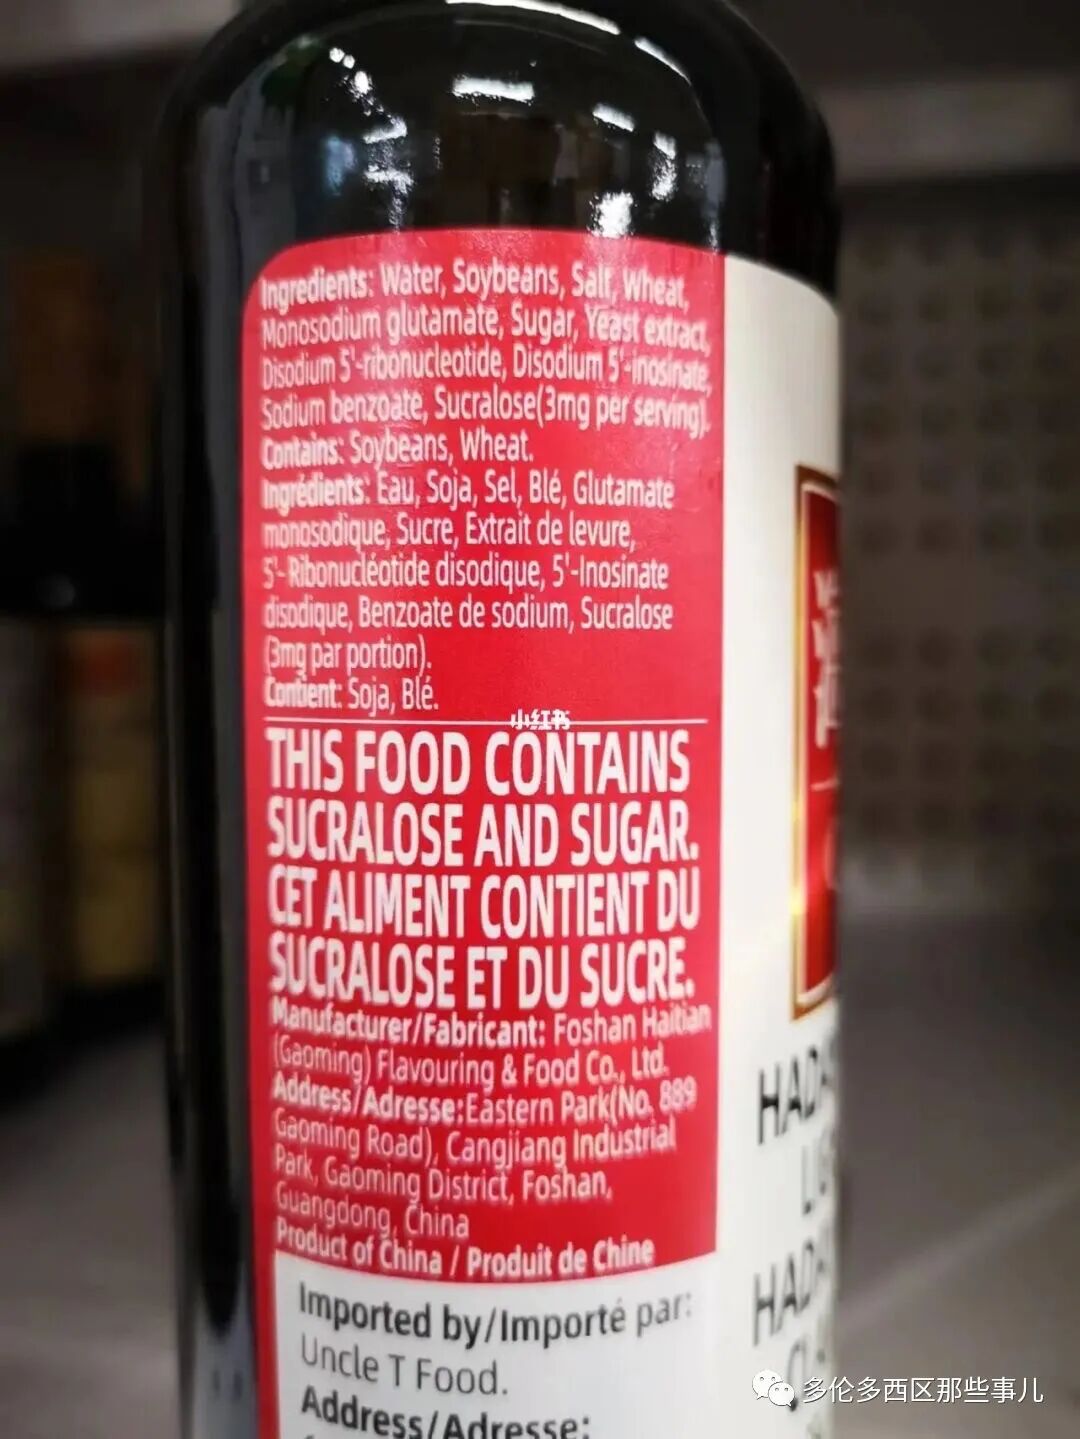 Ingredients: Water, Soybeans, Salt, Wheat,
Monosodium glutamate, Sugar, Yeast extract,
Disodium 5'-ribonucleotide, Disodium 5'-inosinate,
Sodium benzoate, Sucralose(3mg per serving).
Contains: Soybeans, Wheat.
Ingrédients: Eau, Soja, Sel, Blé, Glutamate
monosodique, Sucre, Extrait de levure,
5'-Ribonucléotide disodique, 5'-Inosinate
disodique, Benzoate de sodium, Sucralose
(3mg par portion).
Contient: Soja, Blé.
小红书
THIS FOOD CONTAINS
SUCRALOSE AND SUGAR.
CET ALIMENT CONTIENT DU
SUCRALOSE ET DU SUCRE.
Manufacturer/Fabricant: Foshan Haitian
(Gaoming) Flavouring & Food Co., Ltd.
Address/Adresse:Eastern Park(No. 889
Gaoming Road), Cangjiang Industrial
Park, Gaoming District, Foshan,
Guangdong, China
Product of China / Produit de Chine
Imported by/Importé par:
Uncle T Food.
Address/Adresse:
HADA
HADA
多伦多西区那些事儿